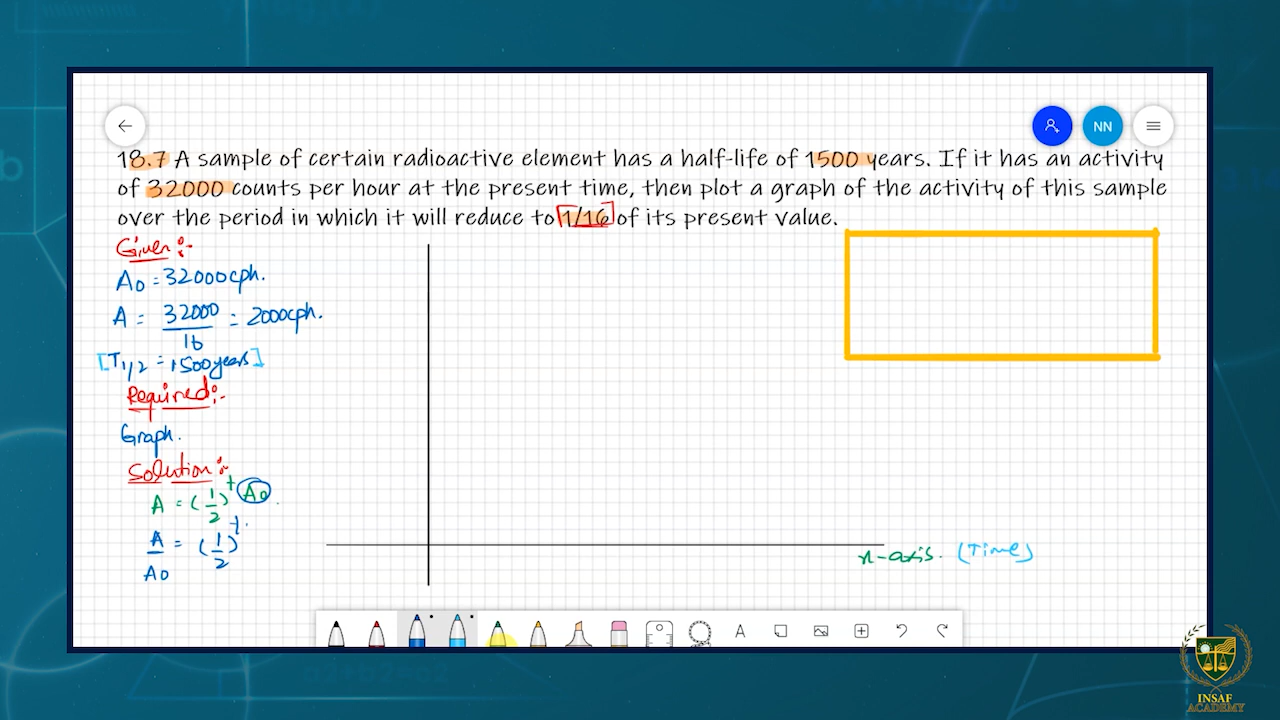 NN
18.7 A sample of certain radioactive element has a half-life of 1500 years. If it has an activity
of 32000 counts per hour at the present time, then plot a graph of the activity of this sample
over the period in which it will reduce to 1/16 of its present value.
Given:-
A0 = 32000cph.
A = 32000/16 = 2000cph.
[T1/2 = 1500years]
Required:-
Graph.
Solution:-
A = (1/2)^t A0.
A/A0 = (1/2)^t.
x-axis. (Time)
A
INSAF
ACADEMY